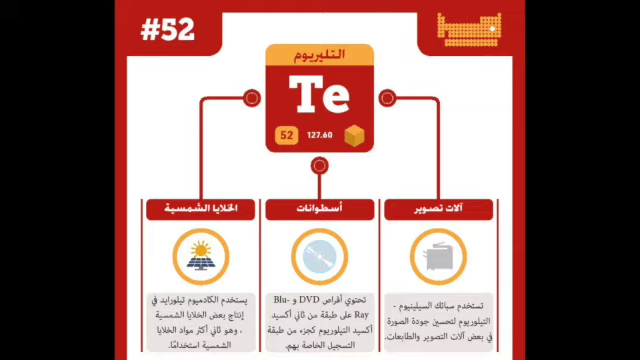 #52
التليريوم
Te
52
127.60
آلات تصوير
أسطوانات
الخلايا الشمسية
تستخدم سبائك السيلينيوم -
التيلوريوم لتحسين جودة الصورة
في بعض آلات التصوير والطابعات.
تحتوي أقراص DVD و Blu-
Ray على طبقة من ثاني أكسيد
أكسيد التيلوريوم كجزء من طبقة
التسجيل الخاصة بهم.
يستخدم الكادميوم تيلورايد في
إنتاج بعض الخلايا الشمسية
، وهو ثاني أكثر مواد الخلايا
الشمسية استخدامًا.